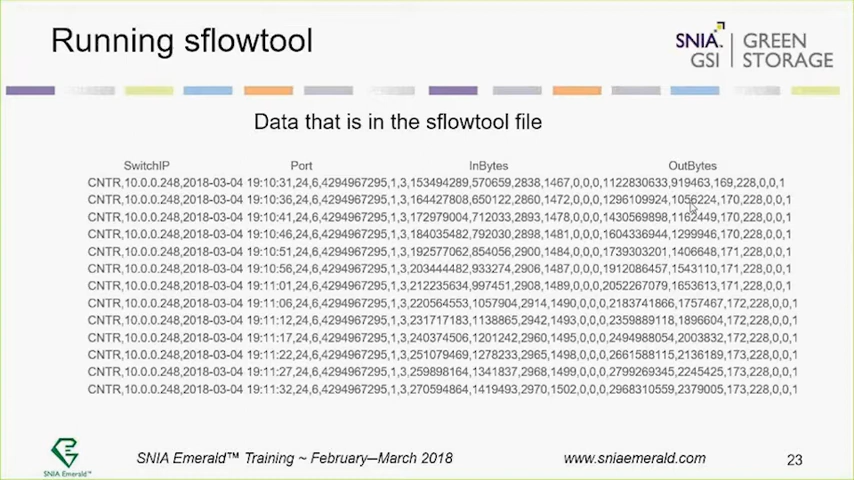 Running sflowtool
SNIA. GSI | GREEN STORAGE
Data that is in the sflowtool file
SwitchIP Port InBytes OutBytes
CNTR,10.0.0.248,2018-03-04 19:10:31,24,6,4294967295,1,3,153494289,570659,2838,1467,0,0,0,1122830633,919463,169,228,0,0,1
CNTR,10.0.0.248,2018-03-04 19:10:36,24,6,4294967295,1,3,164427808,650122,2860,1472,0,0,0,1296109924,1056224,170,228,0,0,1
CNTR,10.0.0.248,2018-03-04 19:10:41,24,6,4294967295,1,3,172979004,712033,2893,1478,0,0,0,1430569898,1162449,170,228,0,0,1
CNTR,10.0.0.248,2018-03-04 19:10:46,24,6,4294967295,1,3,184035482,792030,2898,1481,0,0,0,1604336944,1299946,170,228,0,0,1
CNTR,10.0.0.248,2018-03-04 19:10:51,24,6,4294967295,1,3,192577062,854056,2900,1484,0,0,0,1739303201,1406648,171,228,0,0,1
CNTR,10.0.0.248,2018-03-04 19:10:56,24,6,4294967295,1,3,203444482,933274,2906,1487,0,0,0,1912086457,1543110,171,228,0,0,1
CNTR,10.0.0.248,2018-03-04 19:11:01,24,6,4294967295,1,3,212235634,997451,2908,1489,0,0,0,2052267079,1653613,171,228,0,0,1
CNTR,10.0.0.248,2018-03-04 19:11:06,24,6,4294967295,1,3,220564553,1057904,2914,1490,0,0,0,2183741866,1757467,172,228,0,0,1
CNTR,10.0.0.248,2018-03-04 19:11:12,24,6,4294967295,1,3,231717183,1138865,2942,1493,0,0,0,2359889118,1896604,172,228,0,0,1
CNTR,10.0.0.248,2018-03-04 19:11:17,24,6,4294967295,1,3,240374506,1201242,2960,1495,0,0,0,2494988054,2003832,172,228,0,0,1
CNTR,10.0.0.248,2018-03-04 19:11:22,24,6,4294967295,1,3,251079469,1278233,2965,1498,0,0,0,2661588115,2136189,173,228,0,0,1
CNTR,10.0.0.248,2018-03-04 19:11:27,24,6,4294967295,1,3,259898164,1341837,2968,1499,0,0,0,2799269345,2245425,173,228,0,0,1
CNTR,10.0.0.248,2018-03-04 19:11:32,24,6,4294967295,1,3,270594864,1419493,2970,1502,0,0,0,2968310559,2379005,173,228,0,0,1
SNIA Emerald™
SNIA Emerald™ Training ~ February—March 2018
www.sniaemerald.com
23